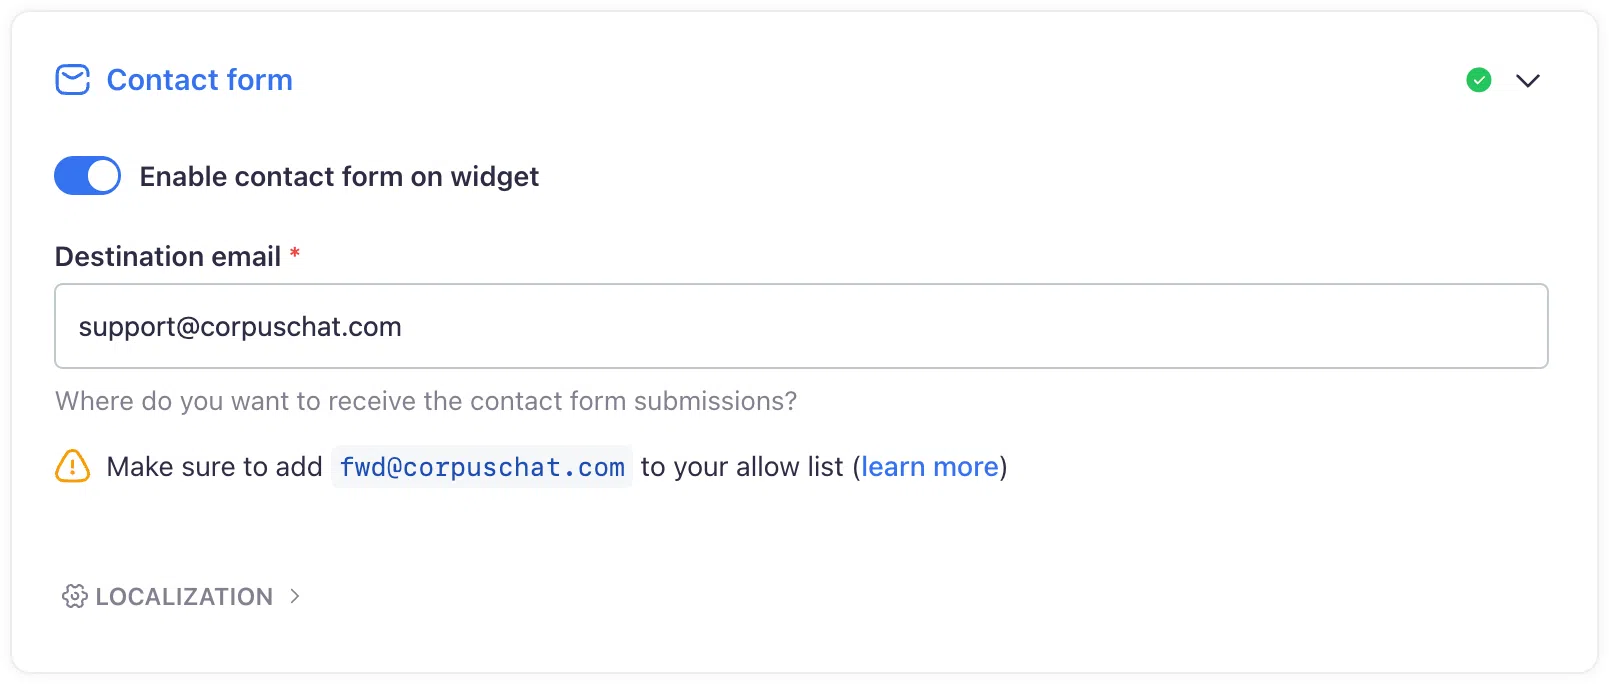 Contact form
Enable contact form on widget
Destination email *
support@corpuschat.com
Where do you want to receive the contact form submissions?
Make sure to add fwd@corpuschat.com to your allow list (learn more)
LOCALIZATION